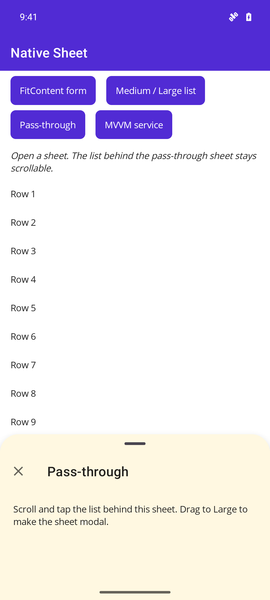 9:41
Native Sheet
FitContent form
Medium / Large list
Pass-through
MVVM service
Open a sheet. The list behind the pass-through sheet stays
scrollable.
Row 1
Row 2
Row 3
Row 4
Row 5
Row 6
Row 7
Row 8
Row 9
Pass-through
Scroll and tap the list behind this sheet. Drag to Large to
make the sheet modal.